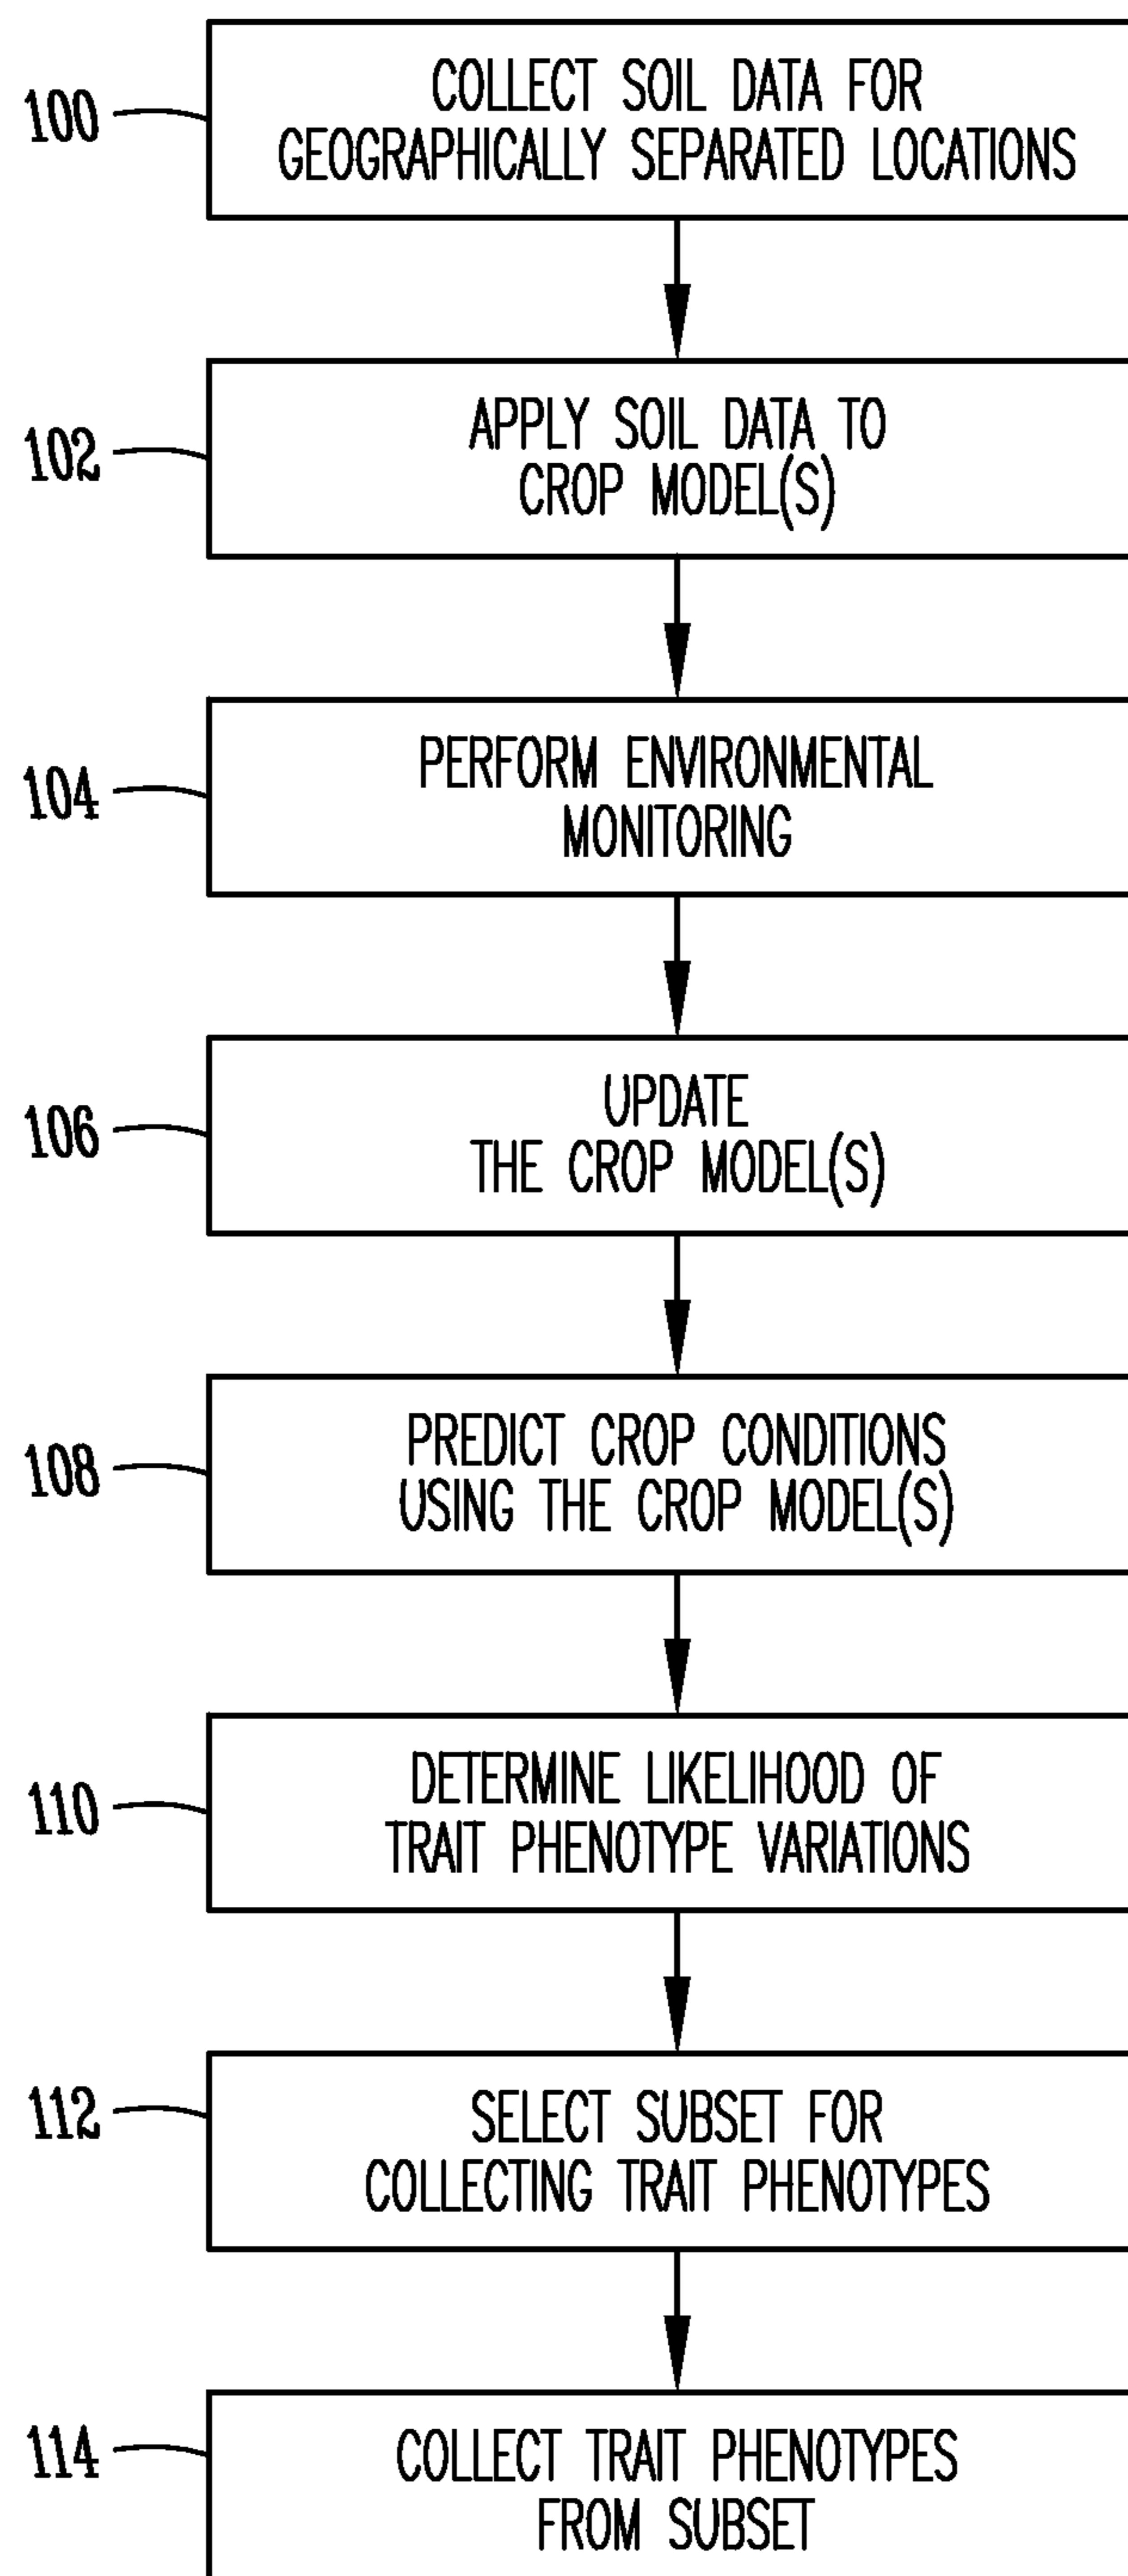 100
COLLECT SOIL DATA FOR
GEOGRAPHICALLY SEPARATED LOCATIONS
102
APPLY SOIL DATA TO
CROP MODEL(S)
104
PERFORM ENVIRONMENTAL
MONITORING
106
UPDATE
THE CROP MODEL(S)
108
PREDICT CROP CONDITIONS
USING THE CROP MODEL(S)
110
DETERMINE LIKELIHOOD OF
TRAIT PHENOTYPE VARIATIONS
112
SELECT SUBSET FOR
COLLECTING TRAIT PHENOTYPES
114
COLLECT TRAIT PHENOTYPES
FROM SUBSET